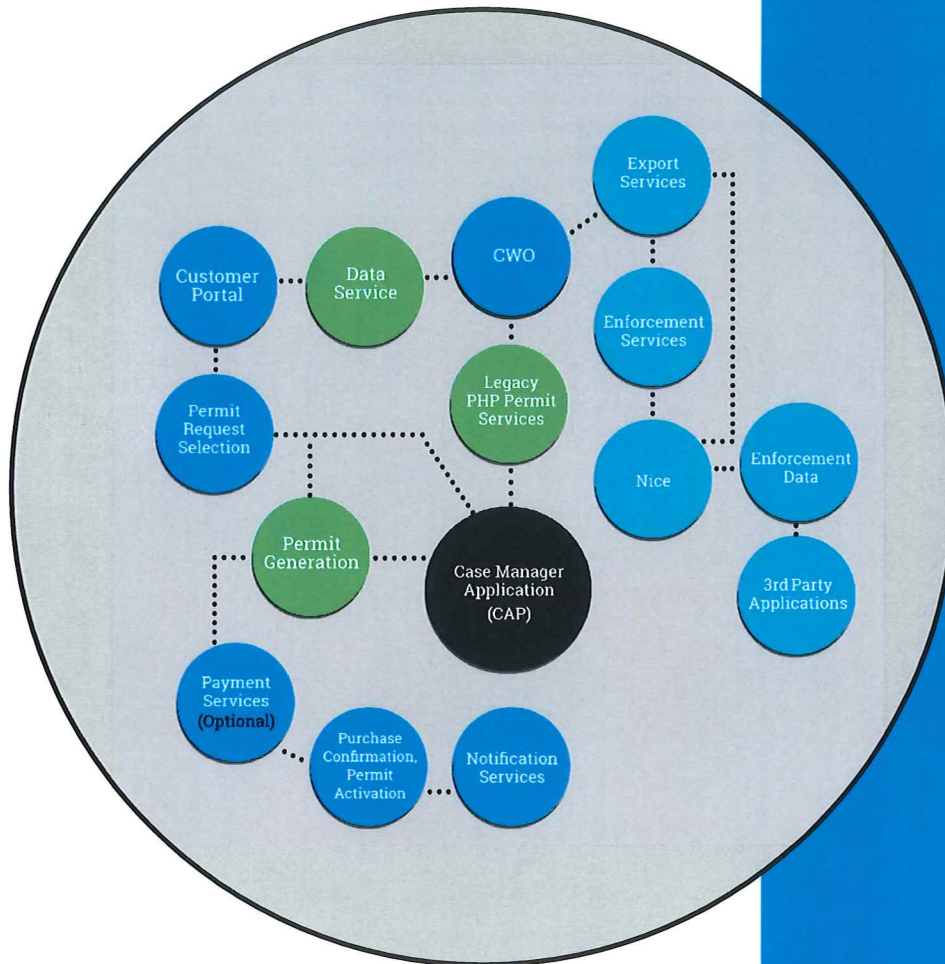 Export
Services
Customer
Portal
Data
Service
CWO
Enforcement
Services
Permit
Request
Selection
Legacy
PHP Permit
Services
Nice
Enforcement
Data
Permit
Generation
Case Manager
Application
(CAP)
3rd Party
Applications
Payment
Services
(Optional)
Purchase
Confirmation,
Permit
Activation
Notification
Services